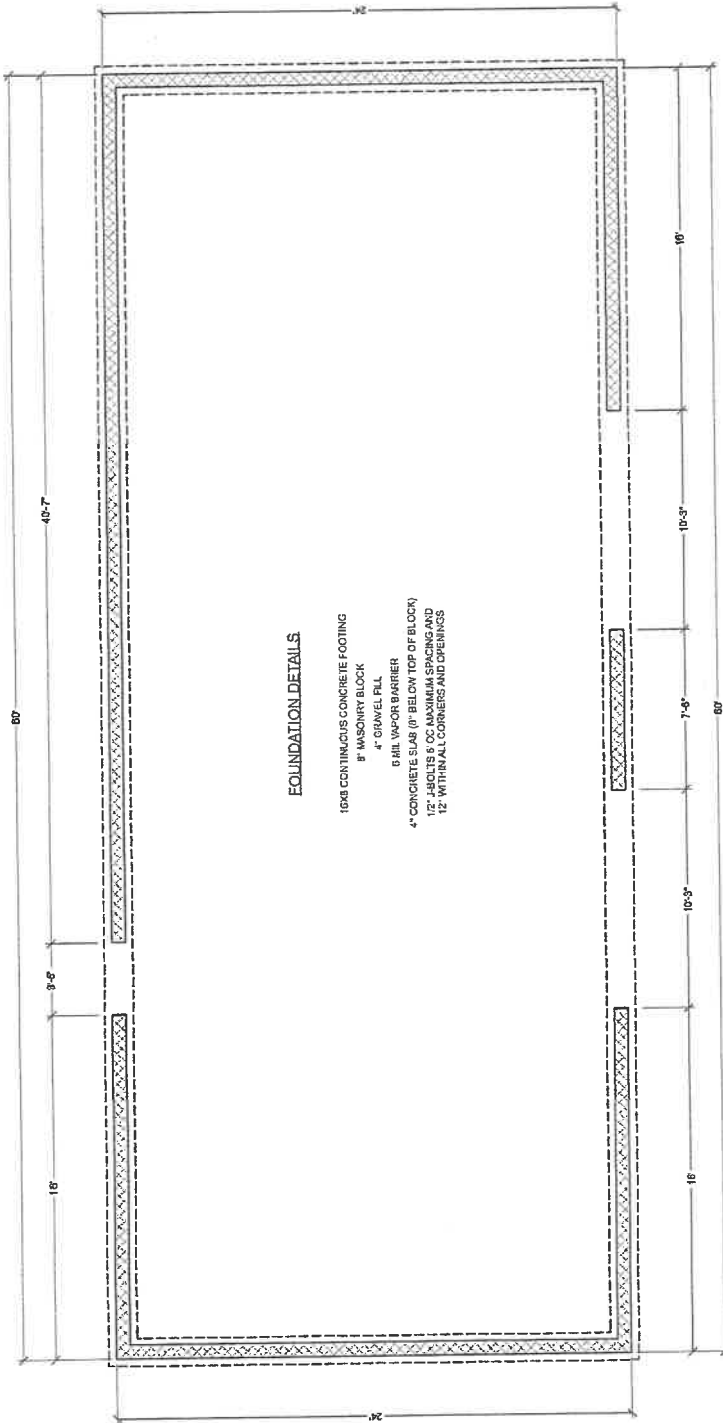 60'
16'
3'-5"
40'-7"
24'
FOUNDATION DETAILS
16X8 CONTINUOUS CONCRETE FOOTING
8" MASONRY BLOCK
4" GRAVEL FILL
6 MIL VAPOR BARRIER
4" CONCRETE SLAB (8" BELOW TOP OF BLOCK)
1/2" J-BOLTS 6' OC MAXIMUM SPACING AND
12" WITHIN ALL CORNERS AND OPENINGS
24'
16'
10'-3"
7'-6"
10'-3"
16'
60'